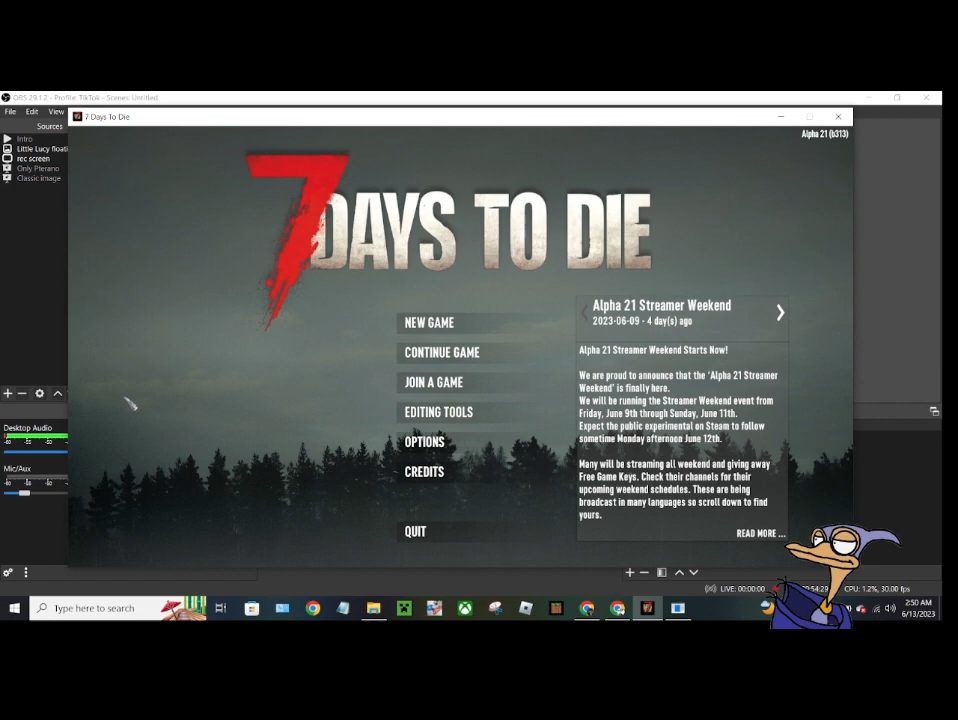 OBS 29.1.2 - Profile: TikTok - Scenes: Untitled
File Edit View
7 Days To Die
Sources
Alpha 21 (b313)
Intro
Little Lucy floati
rec screen
Only Pterano
Classic image
7 DAYS TO DIE
Alpha 21 Streamer Weekend
2023-06-09 - 4 day(s) ago
NEW GAME
CONTINUE GAME
JOIN A GAME
EDITING TOOLS
OPTIONS
CREDITS
QUIT
Alpha 21 Streamer Weekend Starts Now!
We are proud to announce that the 'Alpha 21 Streamer
Weekend' is finally here.
We will be running the Streamer Weekend event from
Friday, June 9th through Sunday, June 11th.
Expect the public experimental on Steam to follow
sometime Monday afternoon June 12th.
Many will be streaming all weekend and giving away
Free Game Keys. Check their channels for their
upcoming weekend schedules. These are being
broadcast in many languages so scroll down to find
yours.
READ MORE ...
Desktop Audio
-60 -55 -50
Mic/Aux
-60 -55 -50
LIVE: 00:00:00
CPU: 1.2%, 30.00 fps
Type here to search
2:50 AM
6/13/2023